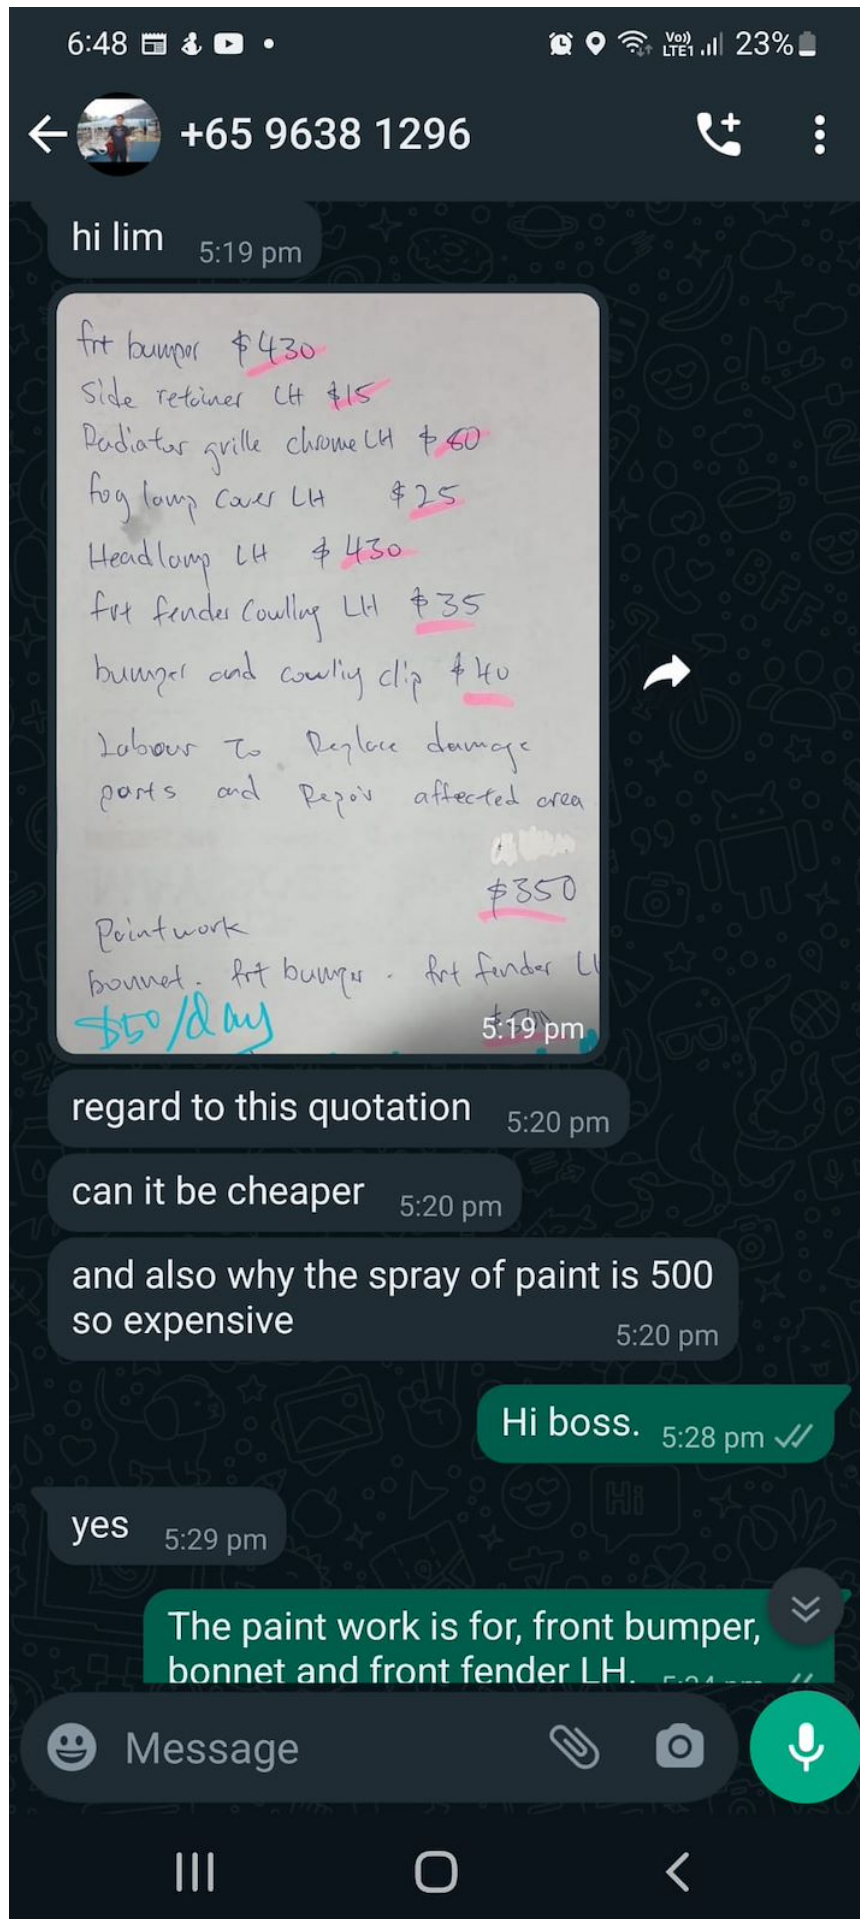 6:48
Vo))
LTE1
23%
+65 9638 1296
hi lim 5:19 pm
frt bumper $430
Side retainer LH $15
Radiator grille chrome LH $60
fog lamp cover LH $25
Headlamp LH $430
frt fender Cowling LH $35
bumper and cowlig clip $40
Labour To Replace damage
parts and Repair affected area
$350
Paintwork
bonnet. frt bumper. frt fender
$50/day
5:19 pm
regard to this quotation 5:20 pm
can it be cheaper 5:20 pm
and also why the spray of paint is 500
so expensive 5:20 pm
Hi boss. 5:28 pm
yes 5:29 pm
The paint work is for, front bumper,
bonnet and front fender LH.
Message